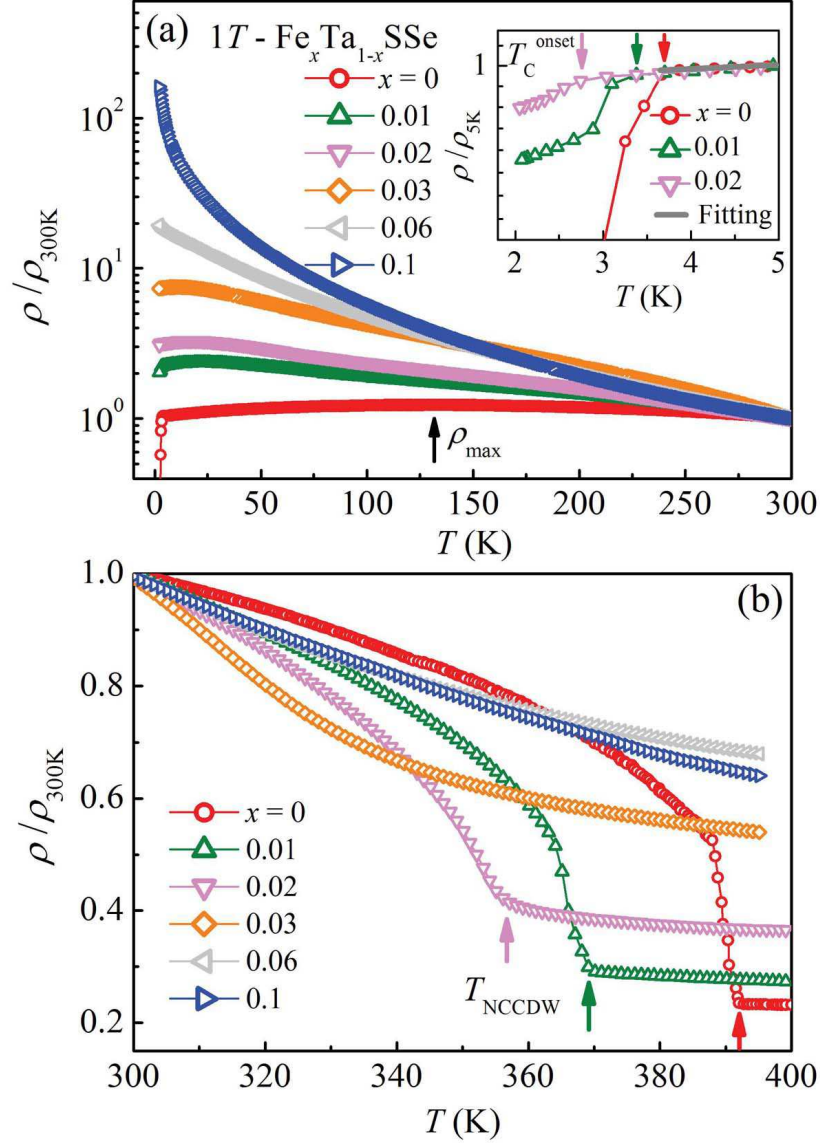 (a)
1T - FeₓTa₁₋ₓSSe
x = 0
0.01
0.02
0.03
0.06
0.1
10²
10¹
10⁰
ρ/ρ300K
ρmax
0 50 100 150 200 250 300
T (K)
TC onset
1
ρ/ρ5K
x = 0
0.01
0.02
Fitting
2 3 4 5
T (K)
(b)
1.0
0.8
0.6
0.4
0.2
ρ/ρ300K
x = 0
0.01
0.02
0.03
0.06
0.1
TNCCDW
300 320 340 360 380 400
T (K)